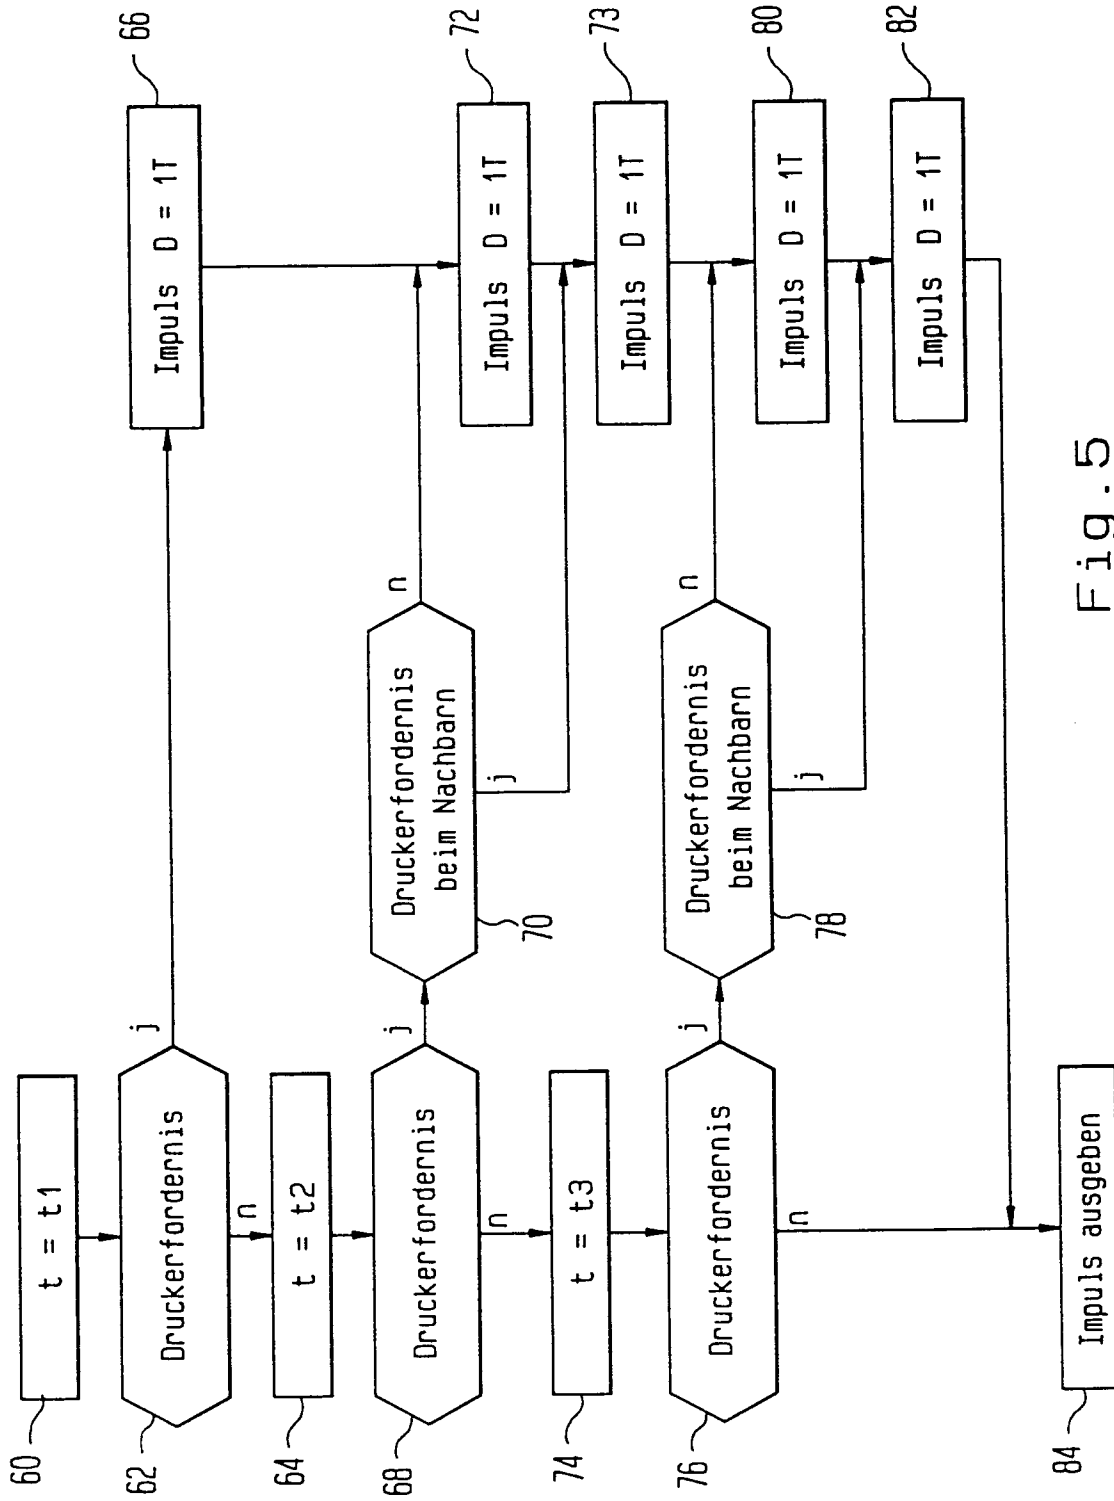 60
t = t1
62
Druckerfordernis
j
n
Impuls D = 1T
66
64
t = t2
68
Druckerfordernis
j
n
Druckerfordernis
beim Nachbarn
70
n
j
Impuls D = 1T
72
Impuls D = 1T
73
74
t = t3
76
Druckerfordernis
j
n
Druckerfordernis
beim Nachbarn
78
n
j
Impuls D = 1T
80
Impuls D = 1T
82
84
Impuls ausgeben
Fig.5